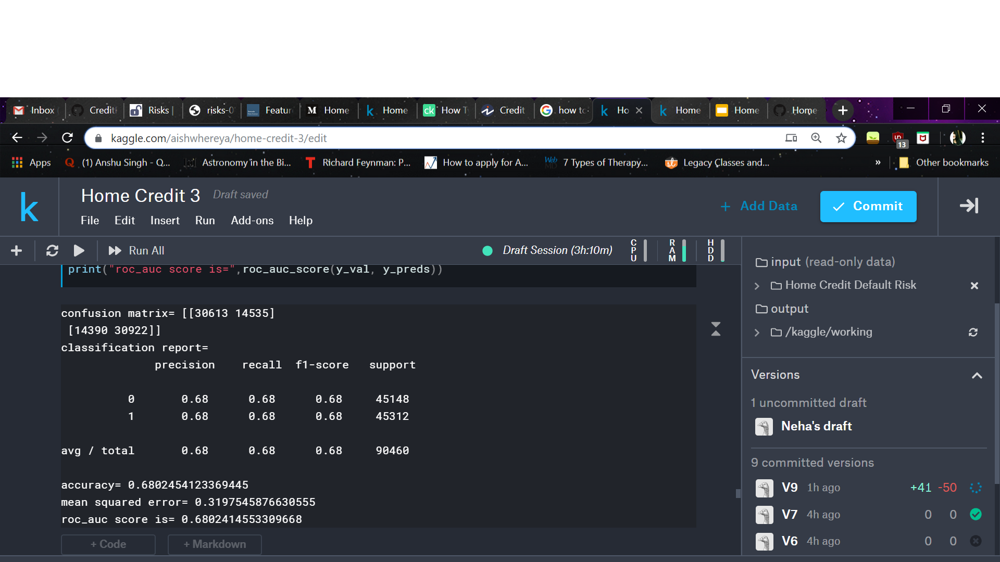 Inbox
Credit
Risks
risks-0
Featur
M Home
k Home
ck How T
Credit
how to
k Ho
k Home
Home
Home
kaggle.com/aishwhereya/home-credit-3/edit
13
Apps
(1) Anshu Singh - Q...
Astronomy in the Bi...
Richard Feynman: P...
How to apply for A...
7 Types of Therapy...
Legacy Classes and...
»
Other bookmarks
k
Home Credit 3 Draft saved
File Edit Insert Run Add-ons Help
+ Add Data
Commit
Run All
Draft Session (3h:10m)
CPU
RAM
HDD
print("roc_auc score is=",roc_auc_score(y_val, y_preds))
confusion matrix= [[30613 14535]
[14390 30922]]
classification report=
precision recall f1-score support
0 0.68 0.68 0.68 45148
1 0.68 0.68 0.68 45312
avg / total 0.68 0.68 0.68 90460
accuracy= 0.6802454123369445
mean squared error= 0.3197545876630555
roc_auc score is= 0.6802414553309668
+ Code
+ Markdown
input (read-only data)
Home Credit Default Risk
output
/kaggle/working
Versions
1 uncommitted draft
Neha's draft
9 committed versions
V9 1h ago +41 -50
V7 4h ago 0 0
V6 4h ago 0 0